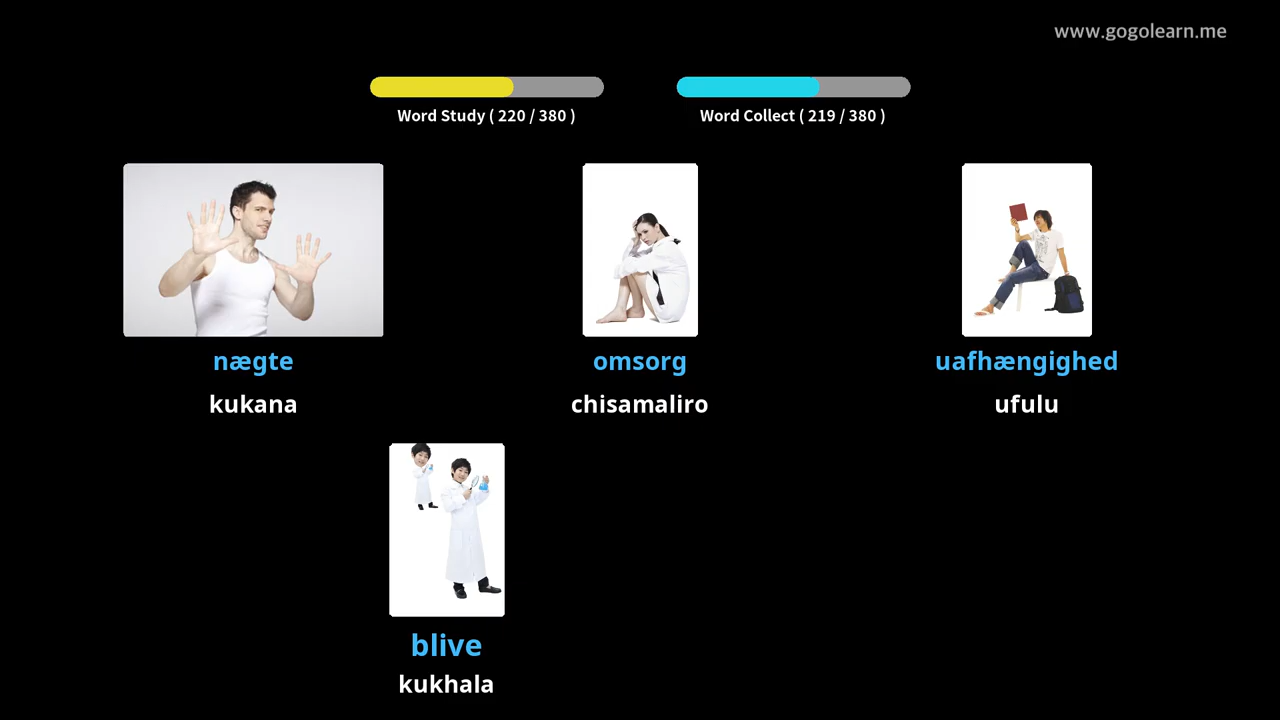 www.gogolearn.me
Word Study ( 220 / 380 )
Word Collect ( 219 / 380 )
nægte
omsorg
uafhængighed
kukana
chisamaliro
ufulu
blive
kukhala